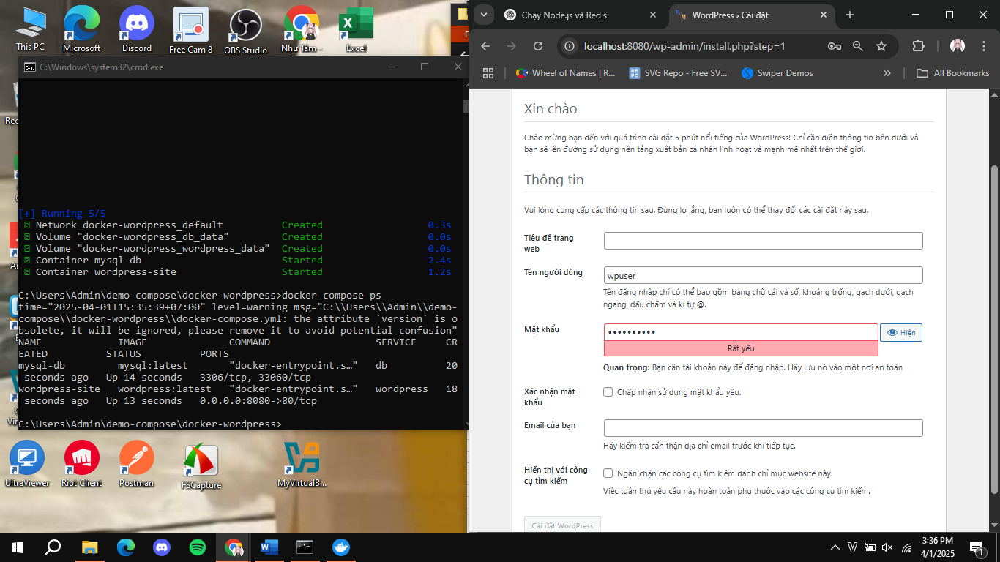 This PC
Microsoft
Discord
Free Cam 8
OBS Studio
Như Tâm -
Excel
C:\Windows\system32\cmd.exe
[+] Running 5/5
Network docker-wordpress_default Created 0.3s
Volume "docker-wordpress_db_data" Created 0.0s
Volume "docker-wordpress_wordpress_data" Created 0.0s
Container mysql-db Started 2.4s
Container wordpress-site Started 1.2s
C:\Users\Admin\demo-compose\docker-wordpress>docker compose ps
time="2025-04-01T15:35:39+07:00" level=warning msg="C:\\Users\\Admin\\demo-
compose\\docker-wordpress\\docker-compose.yml: the attribute `version` is o
bsolete, it will be ignored, please remove it to avoid potential confusion"
NAME IMAGE COMMAND SERVICE CR
EATED STATUS PORTS
mysql-db mysql:latest "docker-entrypoint.s…" db 20
seconds ago Up 14 seconds 3306/tcp, 33060/tcp
wordpress-site wordpress:latest "docker-entrypoint.s…" wordpress 18
seconds ago Up 13 seconds 0.0.0.0:8080->80/tcp
C:\Users\Admin\demo-compose\docker-wordpress>
UltraViewer
Riot Client
Postman
FSCapture
MyVirtualB...
Chạy Node.js và Redis
WordPress › Cài đặt
localhost:8080/wp-admin/install.php?step=1
Wheel of Names | R...
SVG Repo - Free SV...
Swiper Demos
All Bookmarks
Xin chào
Chào mừng bạn đến với quá trình cài đặt 5 phút nổi tiếng của WordPress! Chỉ cần điền thông tin bên dưới và
bạn sẽ lên đường sử dụng nền tảng xuất bản cá nhân linh hoạt và mạnh mẽ nhất trên thế giới.
Thông tin
Vui lòng cung cấp các thông tin sau. Đừng lo lắng, bạn luôn có thể thay đổi các cài đặt này sau.
Tiêu đề trang
web
Tên người dùng
wpuser
Tên đăng nhập chỉ có thể bao gồm bảng chữ cái và số, khoảng trống, gạch dưới, gạch
ngang, dấu chấm và kí tự @.
Mật khẩu
••••••••••
Hiện
Rất yếu
Quan trọng: Bạn cần tài khoản này để đăng nhập. Hãy lưu nó vào một nơi an toàn
Xác nhận mật
khẩu
Chấp nhận sử dụng mật khẩu yếu.
Email của bạn
Hãy kiểm tra cẩn thận địa chỉ email trước khi tiếp tục.
Hiển thị với công
cụ tìm kiếm
Ngăn chặn các công cụ tìm kiếm đánh chỉ mục website này
Việc tuân thủ yêu cầu này hoàn toàn phụ thuộc vào các công cụ tìm kiếm.
Cài đặt WordPress
3:36 PM
4/1/2025
1